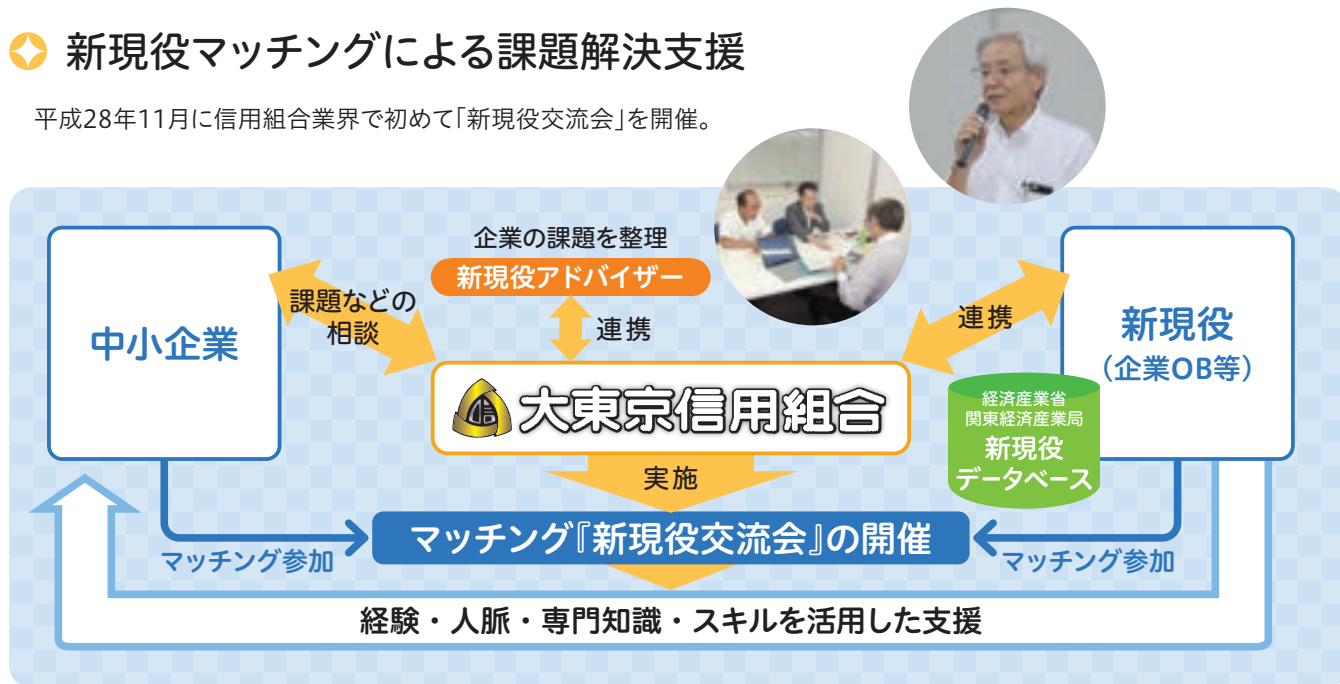 新現役マッチングによる課題解決支援
平成28年11月に信用組合業界で初めて「新現役交流会」を開催。
企業の課題を整理
新現役アドバイザー
課題などの
相談
連携
連携
中小企業
新現役
（企業OB等）
信
大東京信用組合
経済産業省
関東経済産業局
新現役
データベース
実施
マッチング『新現役交流会』の開催
マッチング参加
マッチング参加
経験・人脈・専門知識・スキルを活用した支援